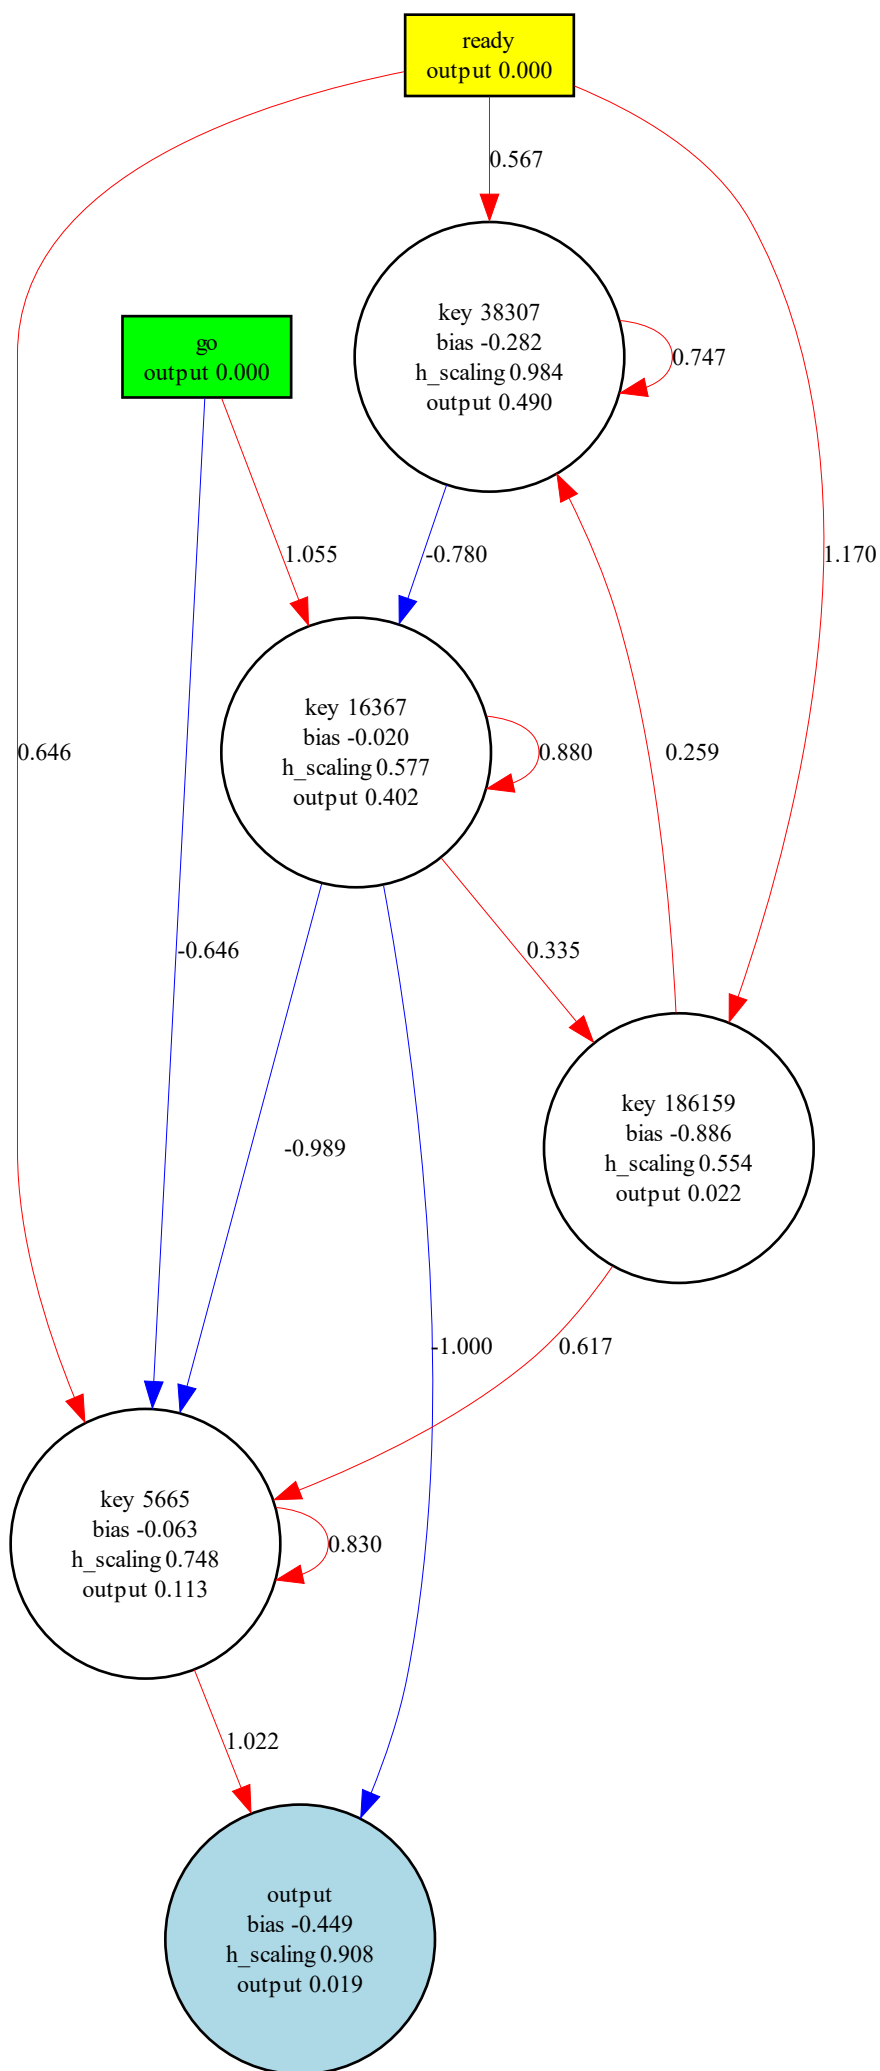 ready
output 0.000
0.567
go
output 0.000
key 38307
bias -0.282
h_scaling 0.984
output 0.490
0.747
1.055
-0.780
1.170
key 16367
bias -0.020
h_scaling 0.577
output 0.402
0.646
0.880
0.259
-0.646
0.335
key 186159
bias -0.886
h_scaling 0.554
output 0.022
-0.989
-1.000
0.617
key 5665
bias -0.063
h_scaling 0.748
output 0.113
0.830
1.022
output
bias -0.449
h_scaling 0.908
output 0.019